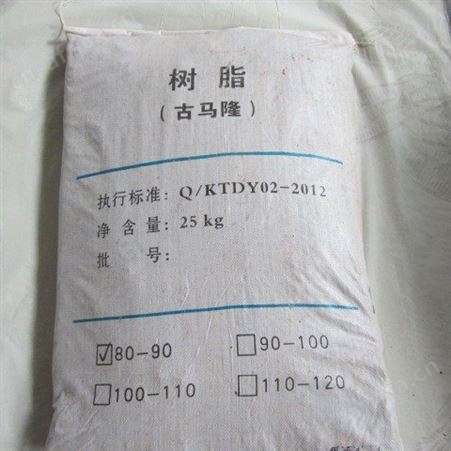 树 脂
（古马隆）
执行标准：Q/KTDY02-2012
净 含 量：25 kg
批 号：
☑80-90 □90-100
□100-110 □110-120